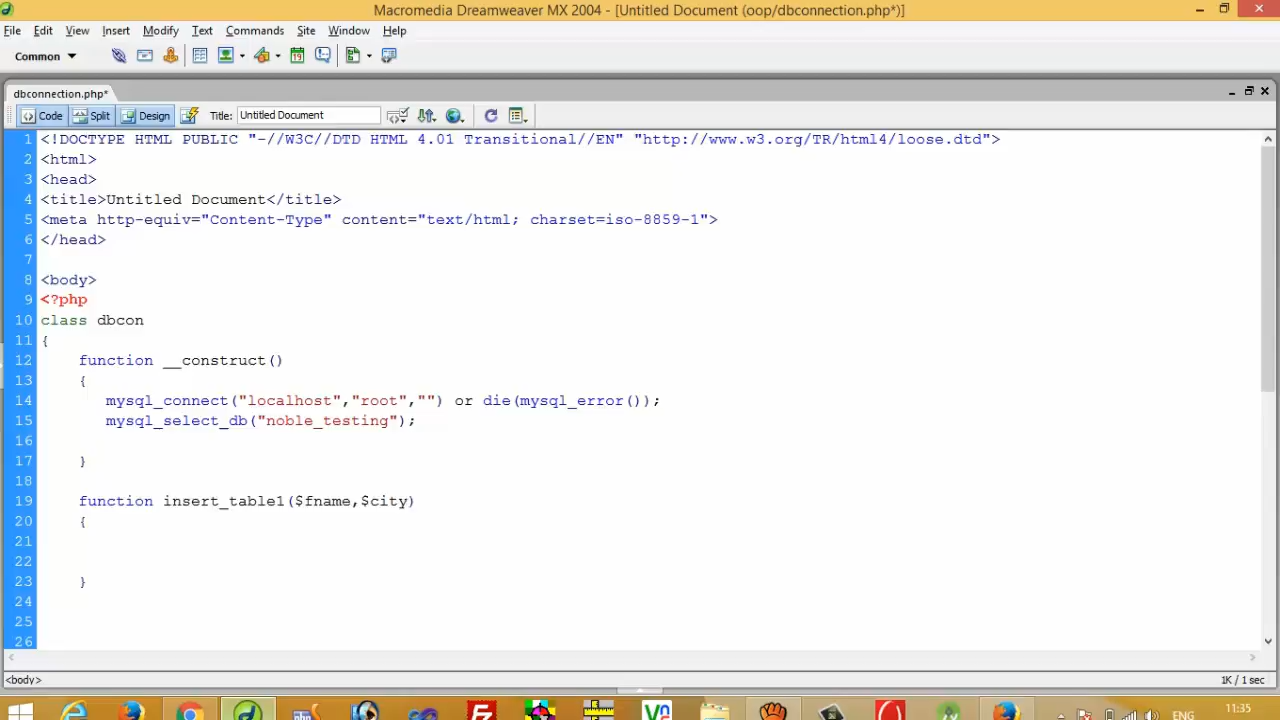 Macromedia Dreamweaver MX 2004 - [Untitled Document (oop/dbconnection.php*)]
File Edit View Insert Modify Text Commands Site Window Help
Common
dbconnection.php*
Code Split Design Title: Untitled Document
1 <!DOCTYPE HTML PUBLIC "-//W3C//DTD HTML 4.01 Transitional//EN" "http://www.w3.org/TR/html4/loose.dtd">
2 <html>
3 <head>
4 <title>Untitled Document</title>
5 <meta http-equiv="Content-Type" content="text/html; charset=iso-8859-1">
6 </head>
7
8 <body>
9 <?php
10 class dbcon
11 {
12 function __construct()
13 {
14 mysql_connect("localhost","root","") or die(mysql_error());
15 mysql_select_db("noble_testing");
16
17 }
18
19 function insert_table1($fname,$city)
20 {
21
22
23 }
24
25
26
<body> 1K / 1 sec
ENG 11:35